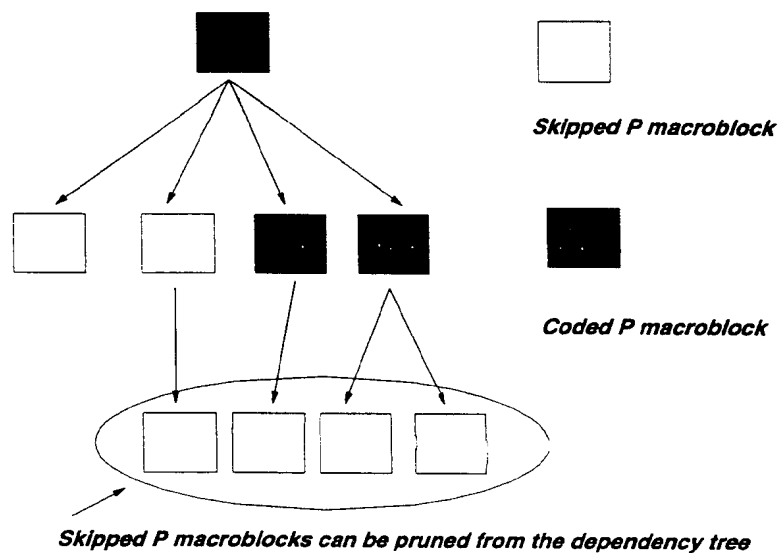 Skipped P macroblock
Coded P macroblock
Skipped P macroblocks can be pruned from the dependency tree